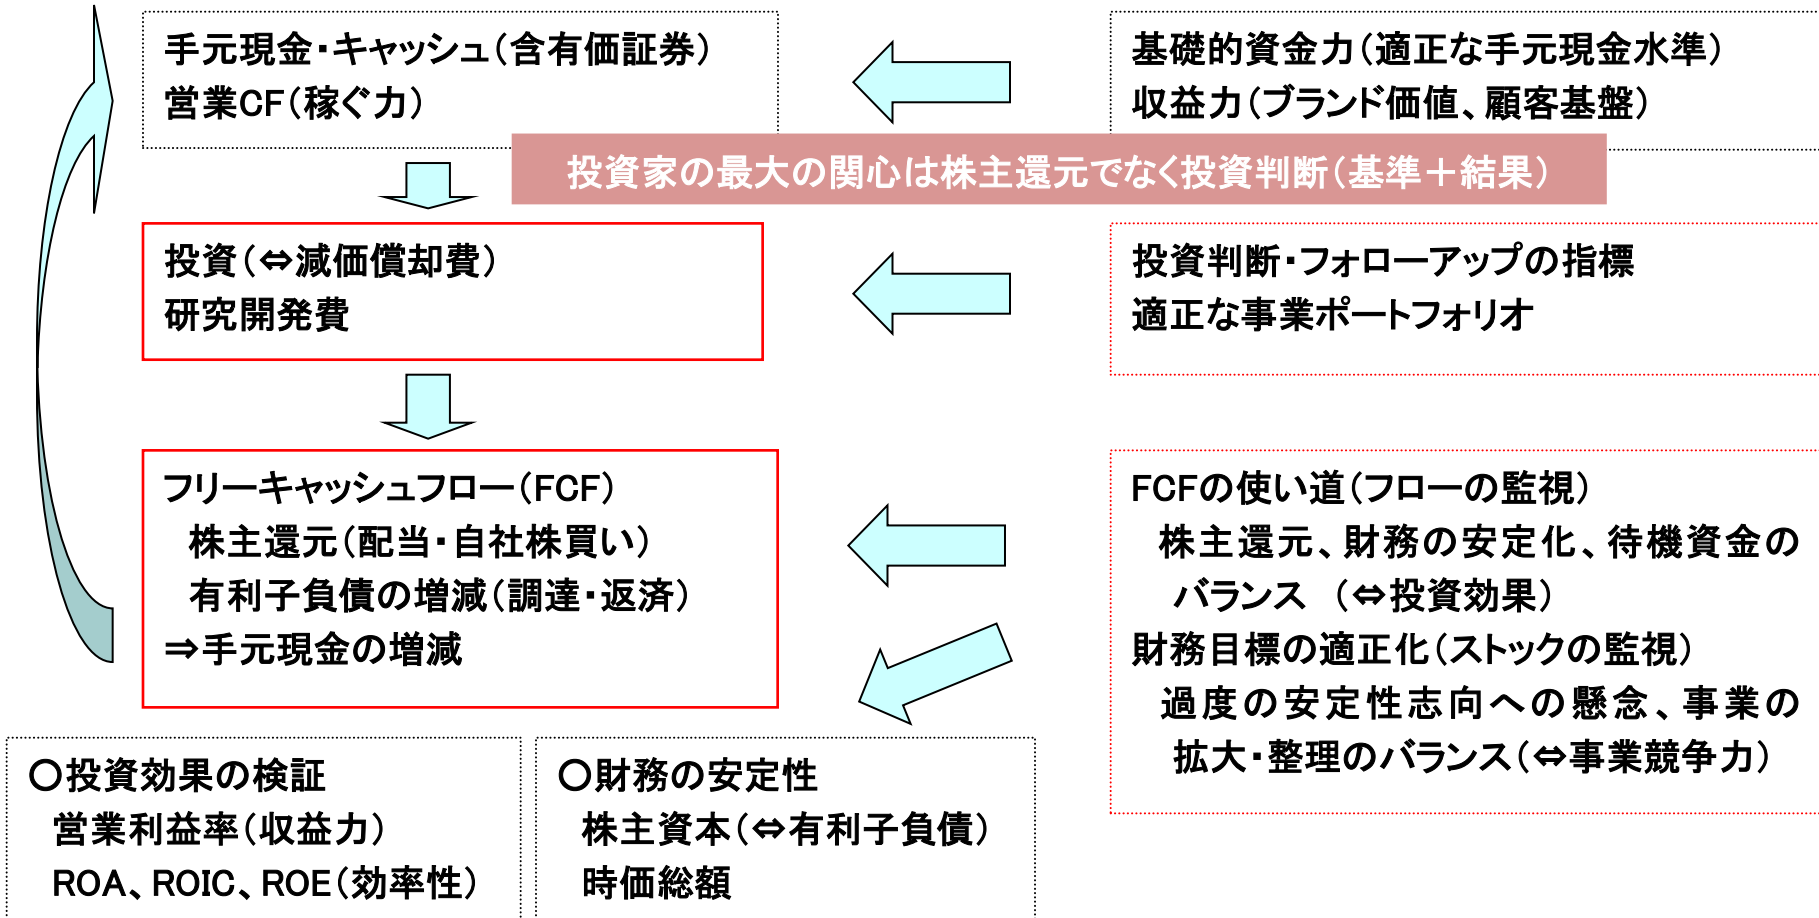 手元現金・キャッシュ（含有価証券）
営業CF（稼ぐ力）
基礎的資金力（適正な手元現金水準）
収益力（ブランド価値、顧客基盤）
投資家の最大の関心は株主還元でなく投資判断（基準＋結果）
投資（⇔減価償却費）
研究開発費
投資判断・フォローアップの指標
適正な事業ポートフォリオ
フリーキャッシュフロー（FCF）
株主還元（配当・自社株買い）
有利子負債の増減（調達・返済）
⇒手元現金の増減
FCFの使い道（フローの監視）
株主還元、財務の安定化、待機資金の
バランス （⇔投資効果）
財務目標の適正化（ストックの監視）
過度の安定性志向への懸念、事業の
拡大・整理のバランス（⇔事業競争力）
〇投資効果の検証
営業利益率（収益力）
ROA、ROIC、ROE（効率性）
〇財務の安定性
株主資本（⇔有利子負債）
時価総額